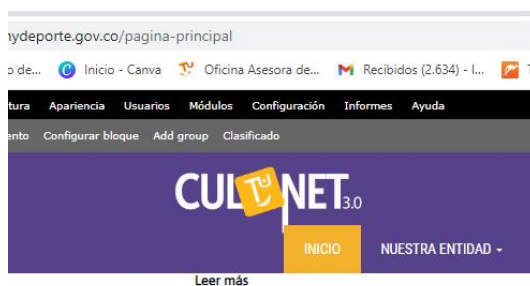 nydeporte.gov.co/pagina-principal
o de... Inicio - Canva Oficina Asesora de... Recibidos (2.634) - l...
tura Apariencia Usuarios Módulos Configuración Informes Ayuda
ento Configurar bloque Add group Clasificado
CULTUNET 3.0
INICIO NUESTRA ENTIDAD
Leer más